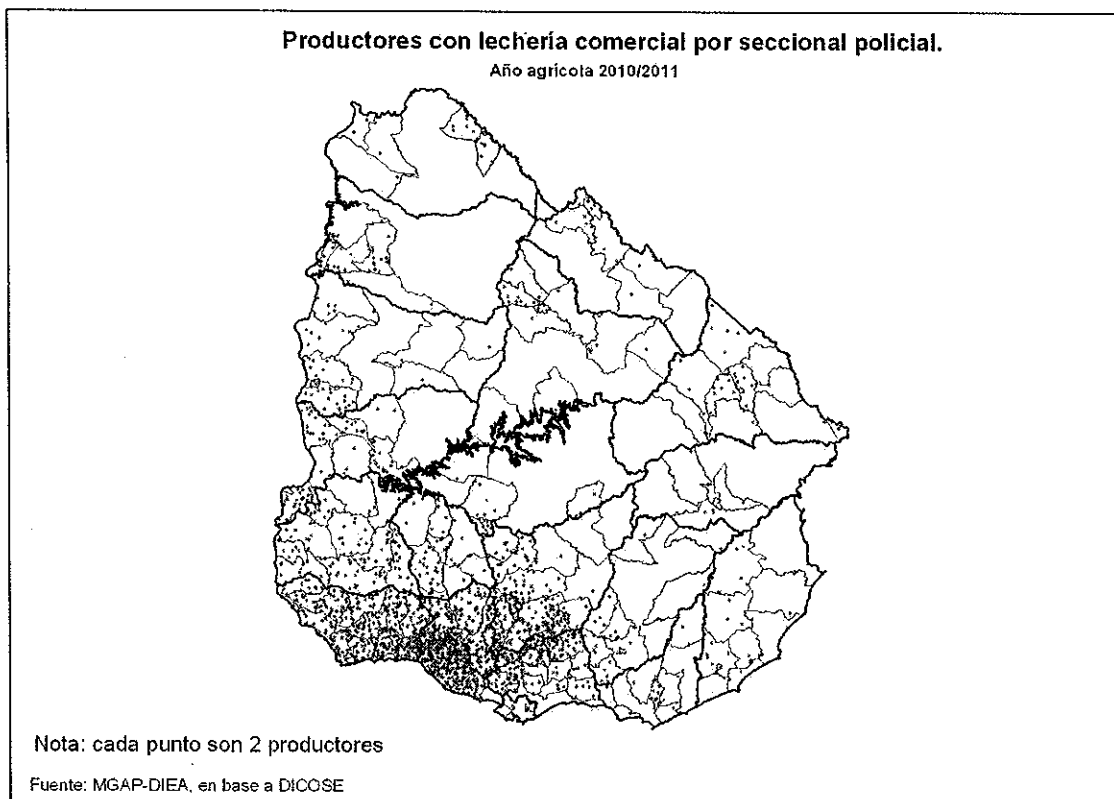 Productores con lechería comercial por seccional policial.
Año agrícola 2010/2011
Nota: cada punto son 2 productores
Fuente: MGAP-DIEA, en base a DICOSE